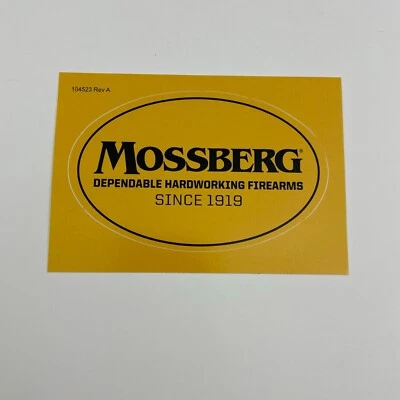 104523 Rev A
MOSSBERG®
DEPENDABLE HARDWORKING FIREARMS
SINCE 1919